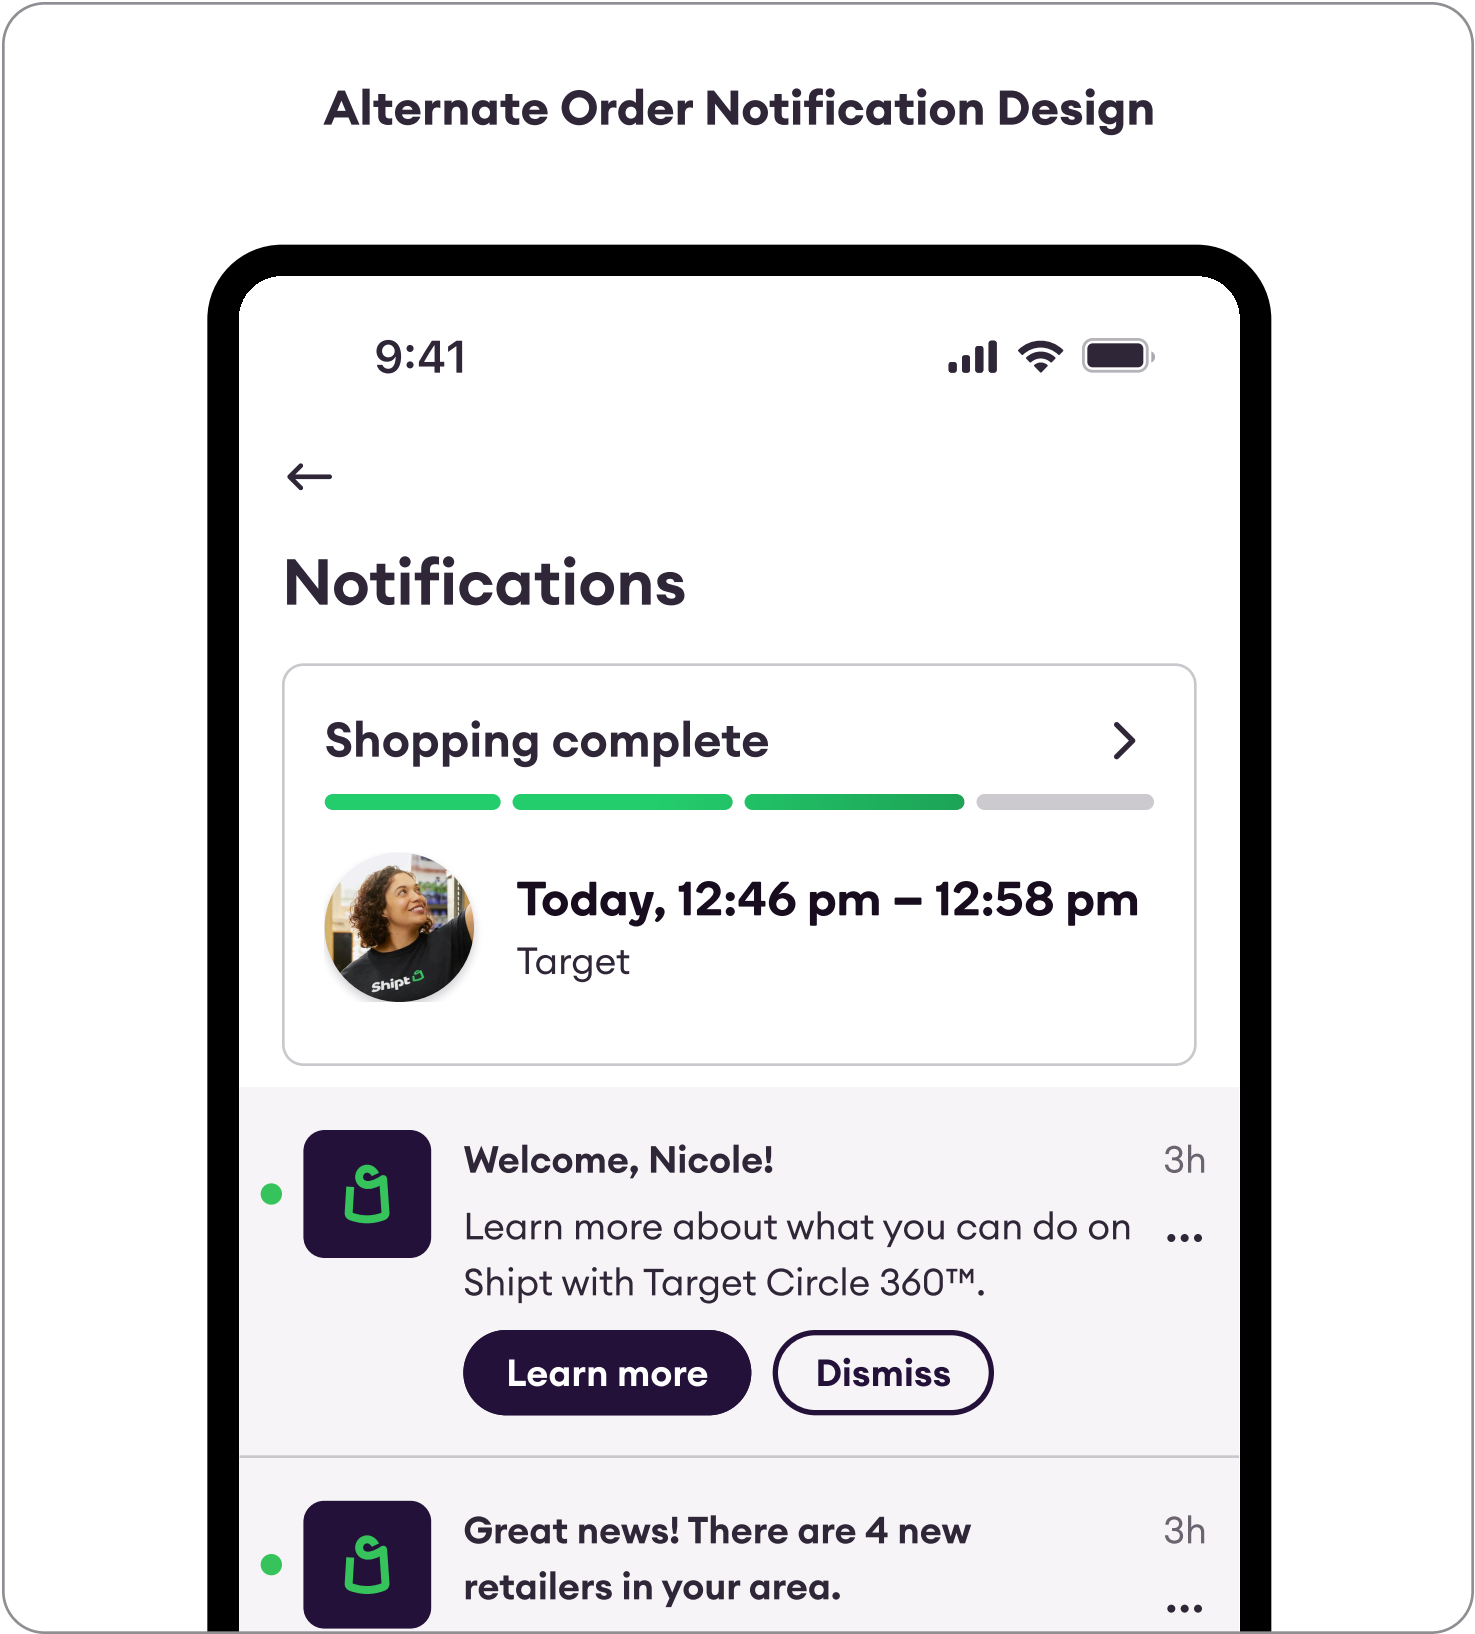 Alternate Order Notification Design
9:41
Notifications
Shopping complete
Today, 12:46 pm – 12:58 pm
Target
Shipt
Welcome, Nicole!
3h
Learn more about what you can do on
Shipt with Target Circle 360™.
Learn more
Dismiss
Great news! There are 4 new
3h
retailers in your area.